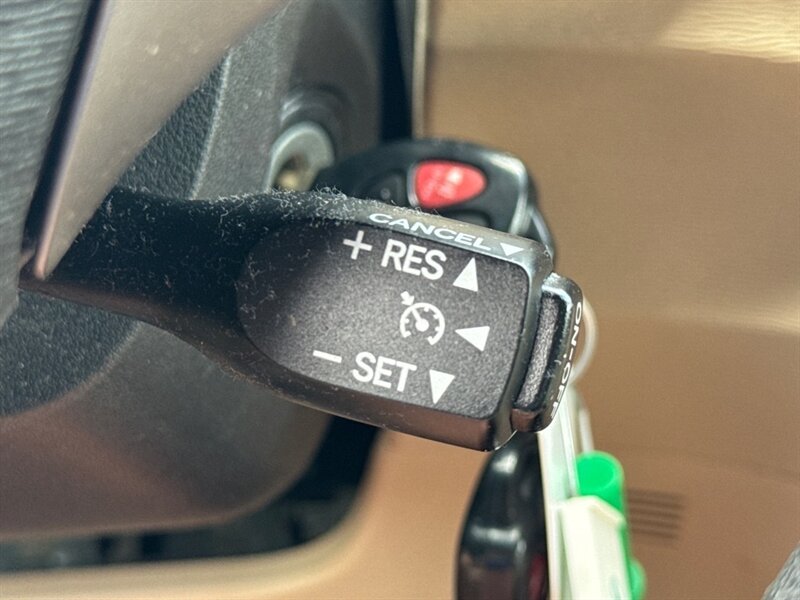 CANCEL ▼
+ RES ▲
◀
− SET ▼
ON-OFF